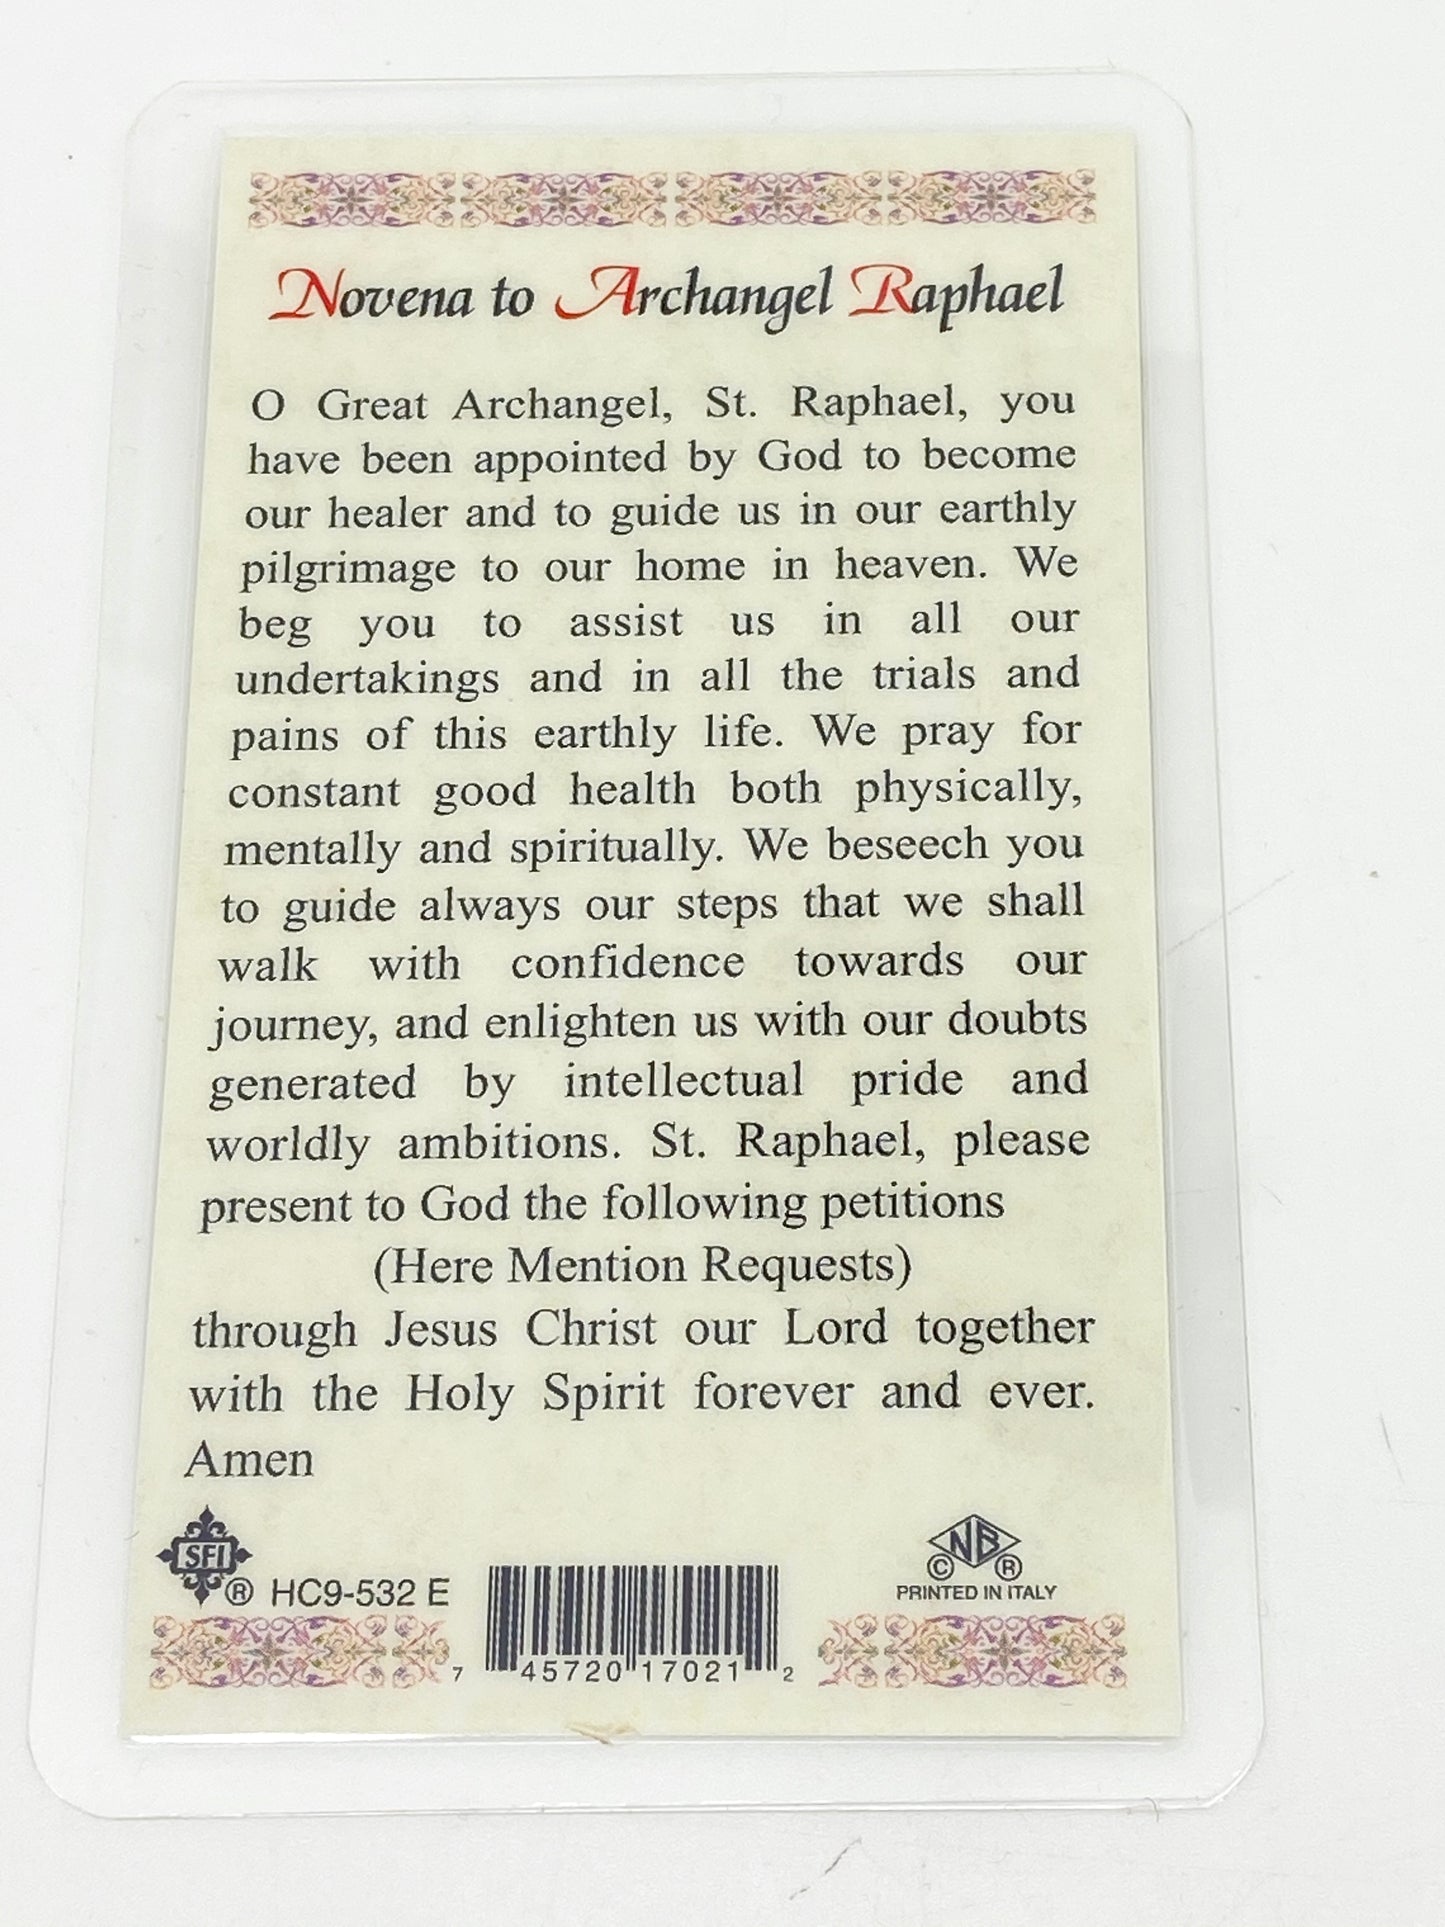 Novena to Archangel Raphael
O Great Archangel, St. Raphael, you
have been appointed by God to become
our healer and to guide us in our earthly
pilgrimage to our home in heaven. We
beg you to assist us in all our
undertakings and in all the trials and
pains of this earthly life. We pray for
constant good health both physically,
mentally and spiritually. We beseech you
to guide always our steps that we shall
walk with confidence towards our
journey, and enlighten us with our doubts
generated by intellectual pride and
worldly ambitions. St. Raphael, please
present to God the following petitions
(Here Mention Requests)
through Jesus Christ our Lord together
with the Holy Spirit forever and ever.
Amen
SFI ® HC9-532 E
NB
© ®
PRINTED IN ITALY
7 45720 17021 2